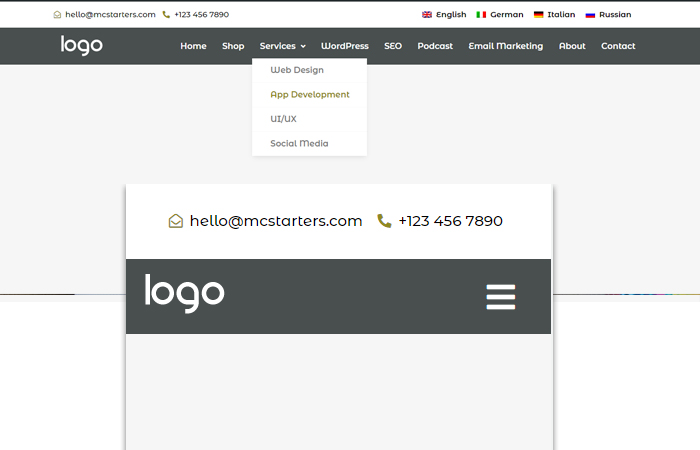 hello@mcstarters.com +123 456 7890 English German Italian Russian
logo Home Shop Services WordPress SEO Podcast Email Marketing About Contact
Web Design
App Development
UI/UX
Social Media
hello@mcstarters.com +123 456 7890
logo